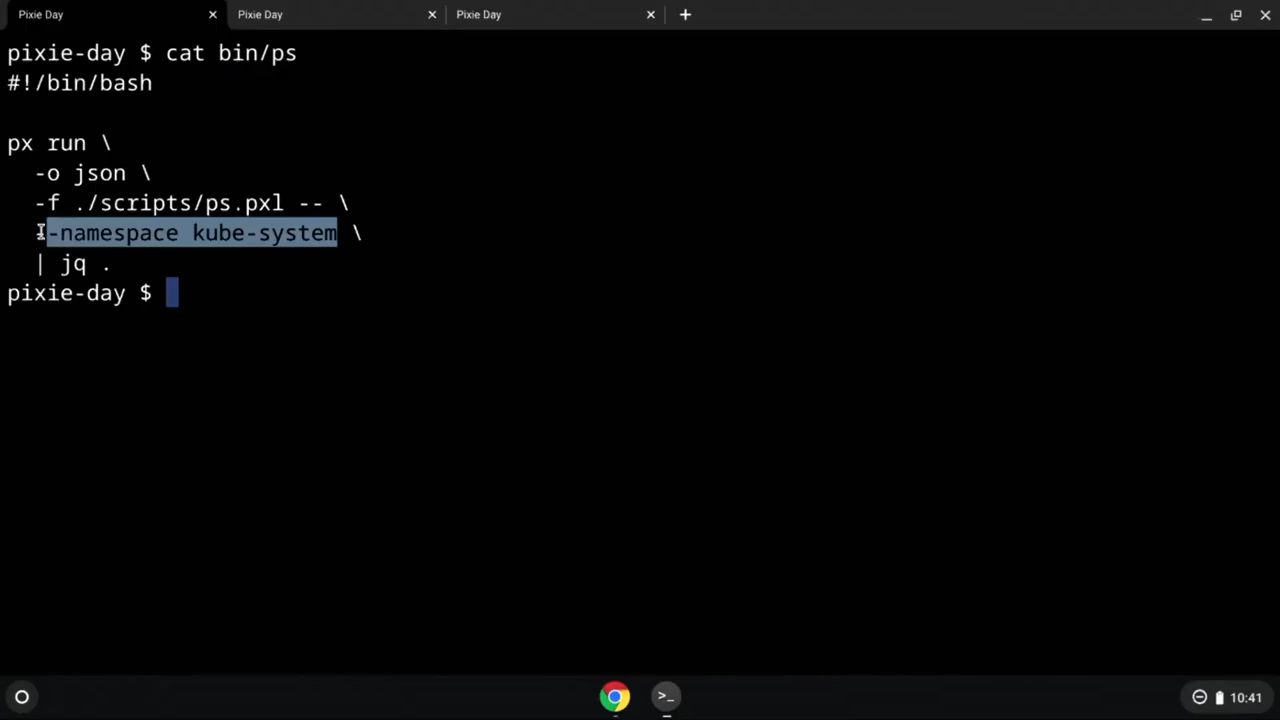 Pixie Day
Pixie Day
Pixie Day
pixie-day $ cat bin/ps
#!/bin/bash
px run \
-o json \
-f ./scripts/ps.pxl -- \
--namespace kube-system \
| jq .
pixie-day $
>_
10:41